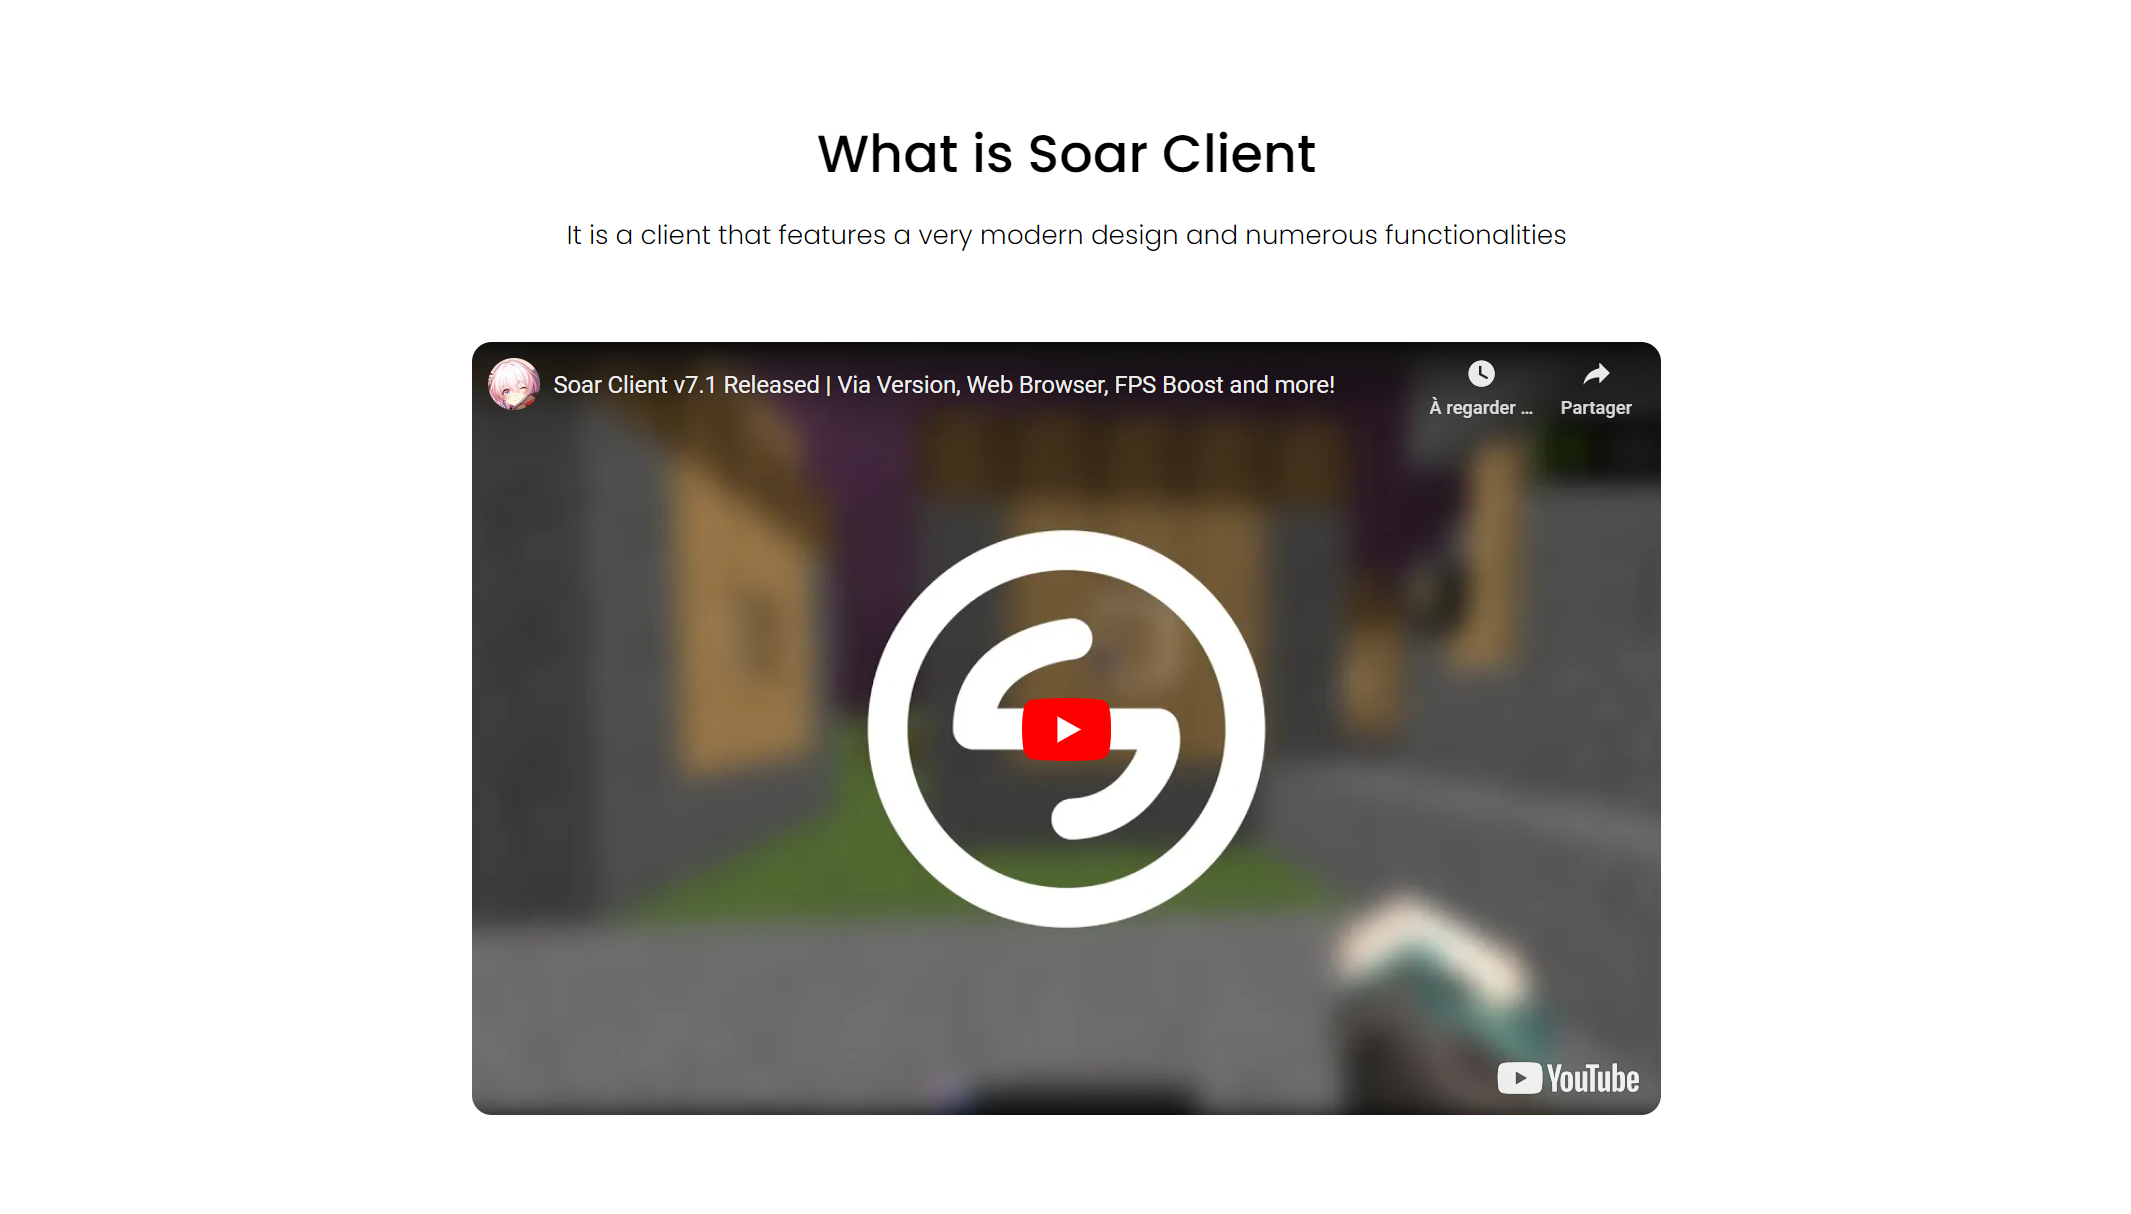 What is Soar Client
It is a client that features a very modern design and numerous functionalities
Soar Client v7.1 Released | Via Version, Web Browser, FPS Boost and more!
À regarder ...
Partager
YouTube